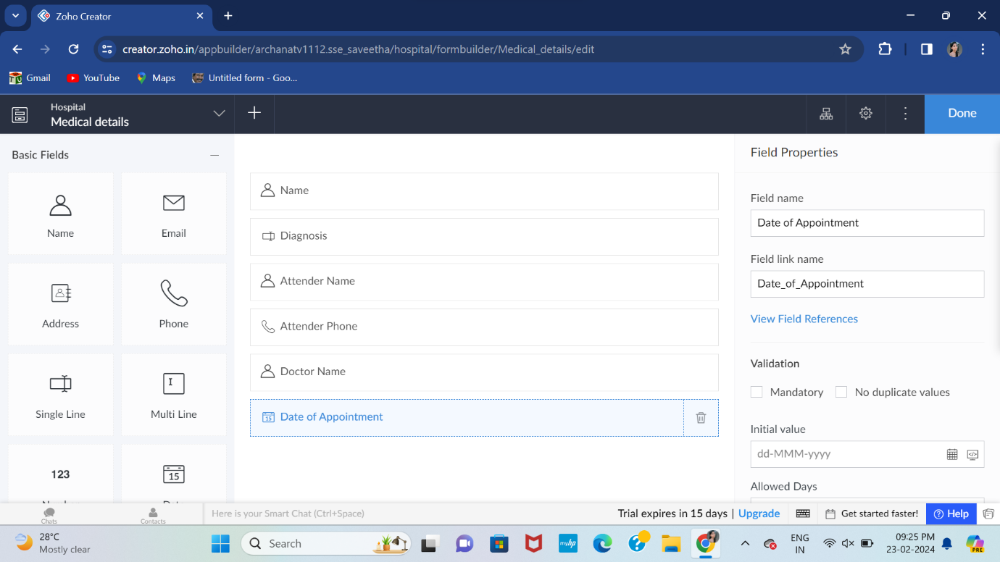 Zoho Creator
creator.zoho.in/appbuilder/archanatv1112.sse_saveetha/hospital/formbuilder/Medical_details/edit
Gmail YouTube Maps Untitled form - Goo...
Hospital
Medical details
Done
Basic Fields
Name Email
Address Phone
Single Line Multi Line
123 15
Name
Diagnosis
Attender Name
Attender Phone
Doctor Name
15 Date of Appointment
Field Properties
Field name
Date of Appointment
Field link name
Date_of_Appointment
View Field References
Validation
Mandatory No duplicate values
Initial value
dd-MMM-yyyy
Allowed Days
Chats Contacts Here is your Smart Chat (Ctrl+Space) Trial expires in 15 days | Upgrade Get started faster! Help
28°C
Mostly clear
Search
myhp
PRE
ENG
IN
09:25 PM
23-02-2024